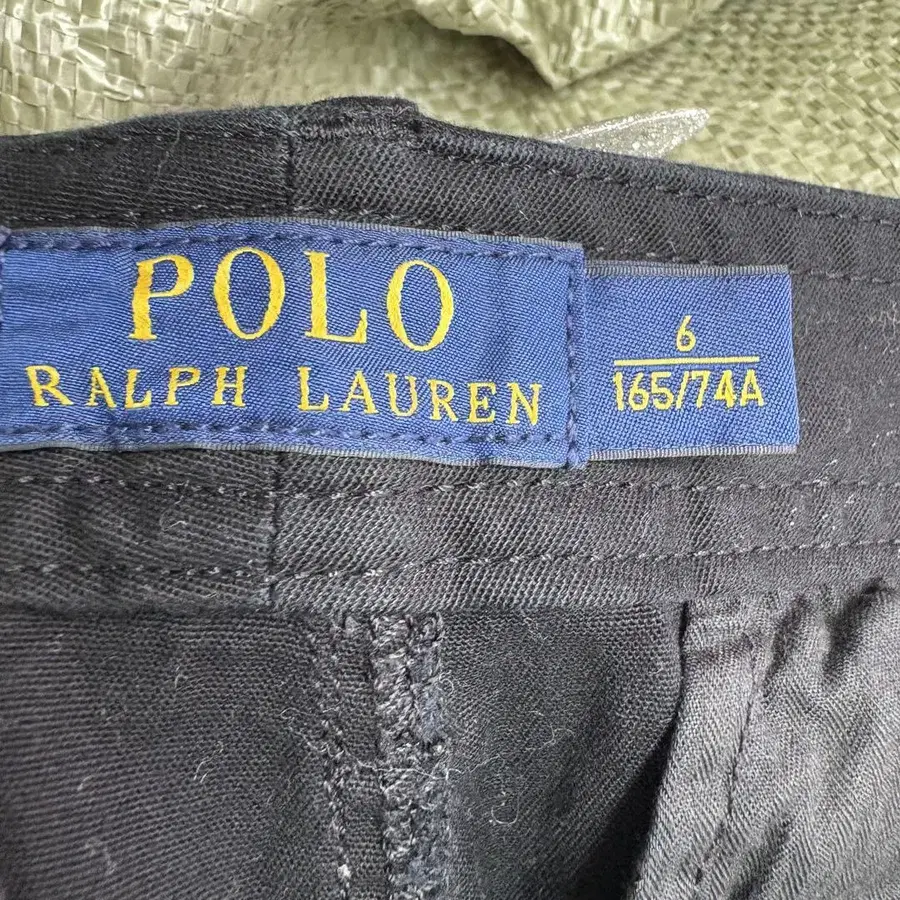 POLO
RALPH LAUREN
6
165/74A